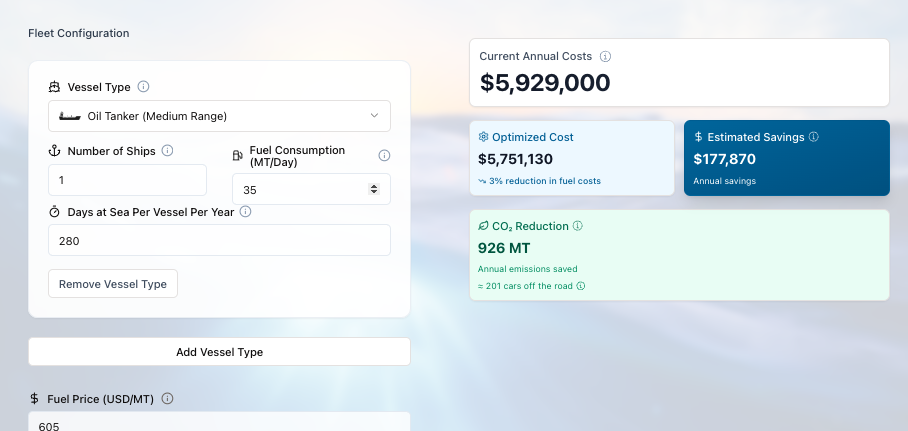 Fleet Configuration
Vessel Type
Oil Tanker (Medium Range)
Number of Ships
1
Fuel Consumption
(MT/Day)
35
Days at Sea Per Vessel Per Year
280
Remove Vessel Type
Add Vessel Type
Fuel Price (USD/MT)
605
Current Annual Costs
$5,929,000
Optimized Cost
$5,751,130
3% reduction in fuel costs
Estimated Savings
$177,870
Annual savings
CO₂ Reduction
926 MT
Annual emissions saved
≈ 201 cars off the road